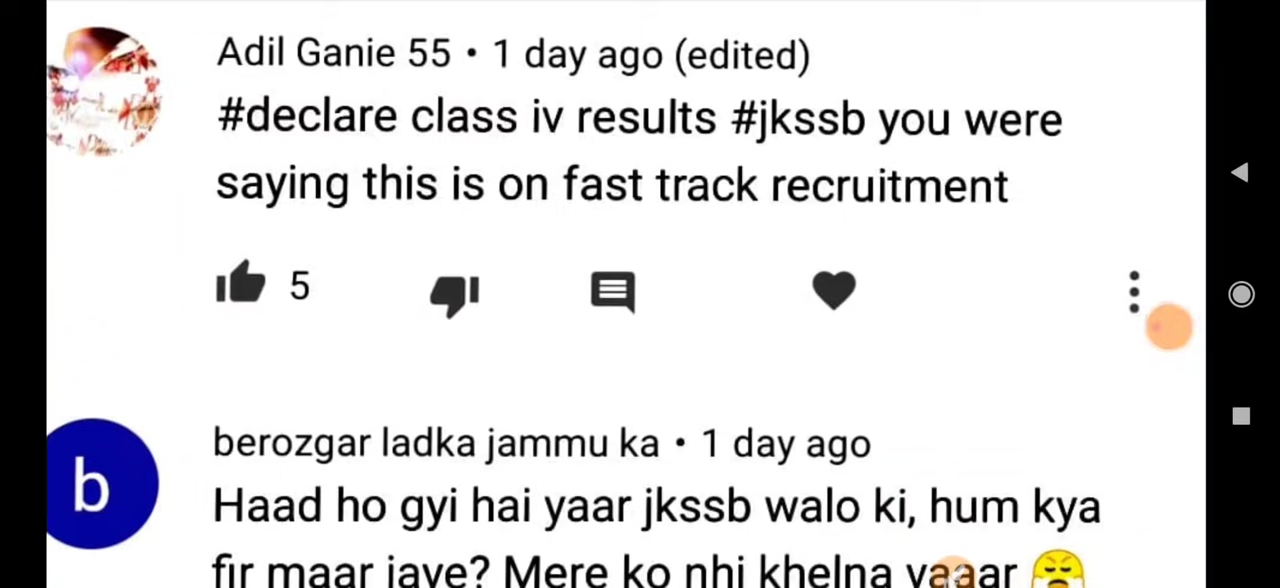 Adil Ganie 55 • 1 day ago (edited)
#declare class iv results #jkssb you were
saying this is on fast track recruitment
5
b
berozgar ladka jammu ka • 1 day ago
Haad ho gyi hai yaar jkssb walo ki, hum kya
fir maar jaye? Mere ko nhi khelna yaaar 😤